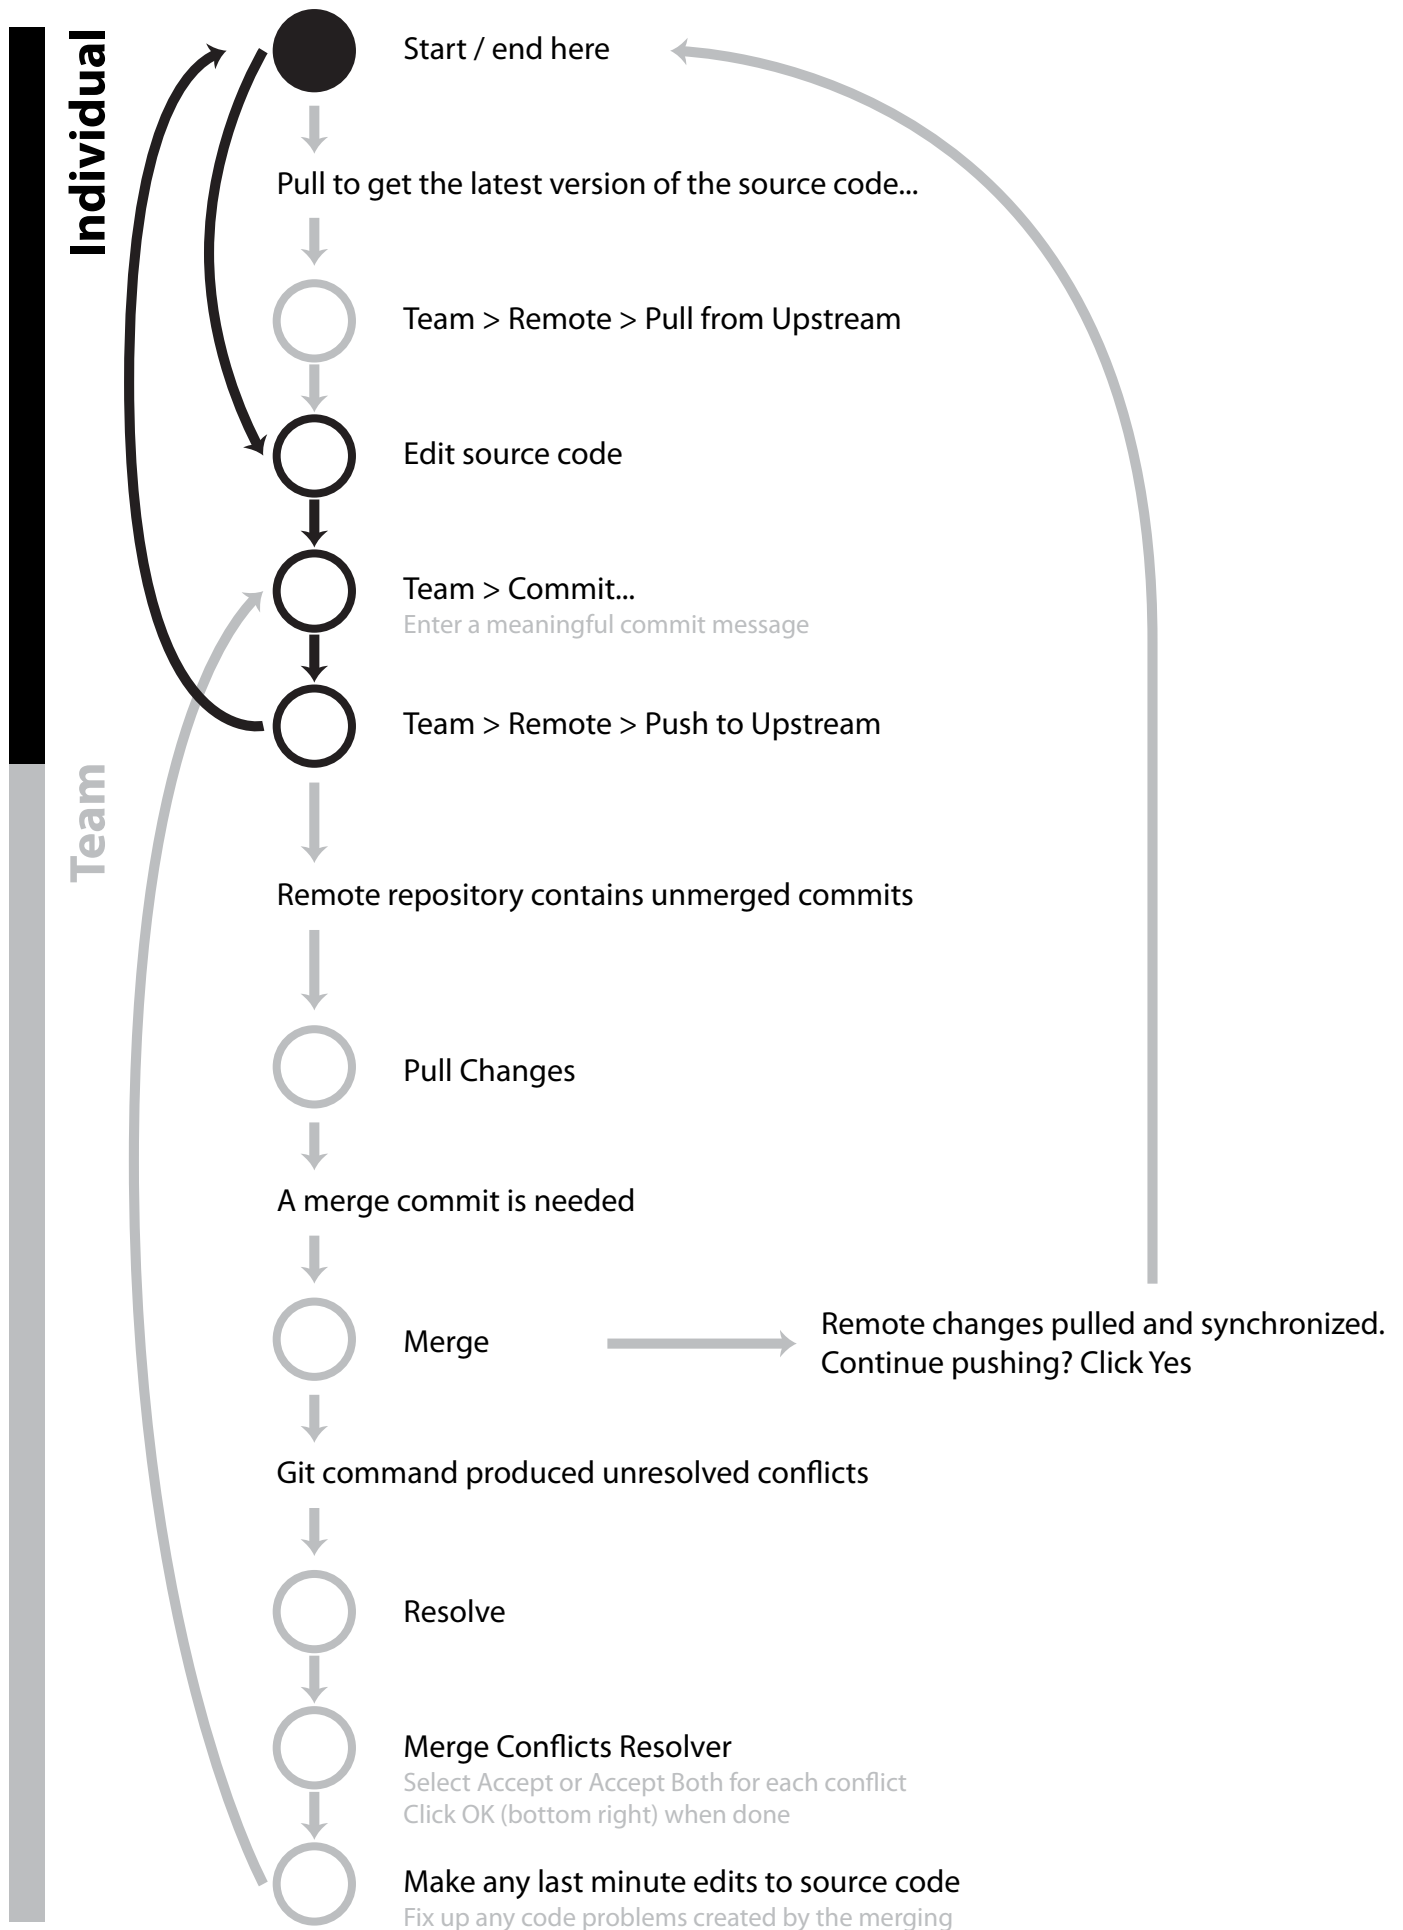 Individual
Start / end here
Pull to get the latest version of the source code...
Team > Remote > Pull from Upstream
Edit source code
Team > Commit...
Enter a meaningful commit message
Team > Remote > Push to Upstream
Team
Remote repository contains unmerged commits
Pull Changes
A merge commit is needed
Merge
Remote changes pulled and synchronized.
Continue pushing? Click Yes
Git command produced unresolved conflicts
Resolve
Merge Conflicts Resolver
Select Accept or Accept Both for each conflict
Click OK (bottom right) when done
Make any last minute edits to source code
Fix up any code problems created by the merging